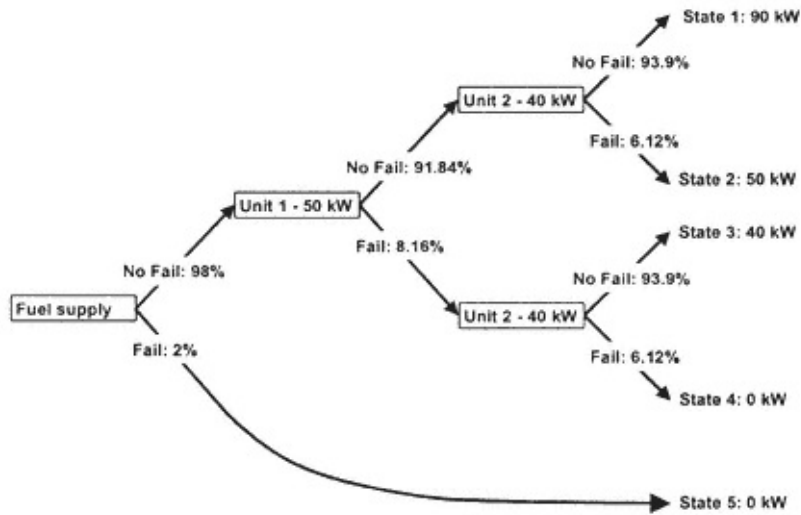 State 1: 90 kW
No Fail: 93.9%
Unit 2 - 40 kW
Fail: 6.12%
No Fail: 91.84%
State 2: 50 kW
Unit 1 - 50 kW
State 3: 40 kW
Fail: 8.16%
No Fail: 98%
No Fail: 93.9%
Fuel supply
Unit 2 - 40 kW
Fail: 2%
Fail: 6.12%
State 4: 0 kW
State 5: 0 kW